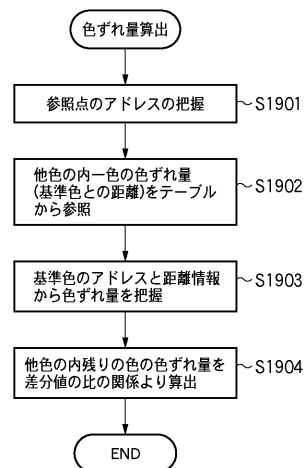 色ずれ量算出
参照点のアドレスの把握
S1901
他色の内一色の色ずれ量
(基準色との距離)をテーブル
から参照
S1902
基準色のアドレスと距離情報
から色ずれ量を把握
S1903
他色の内残りの色の色ずれ量を
差分値の比の関係より算出
S1904
END